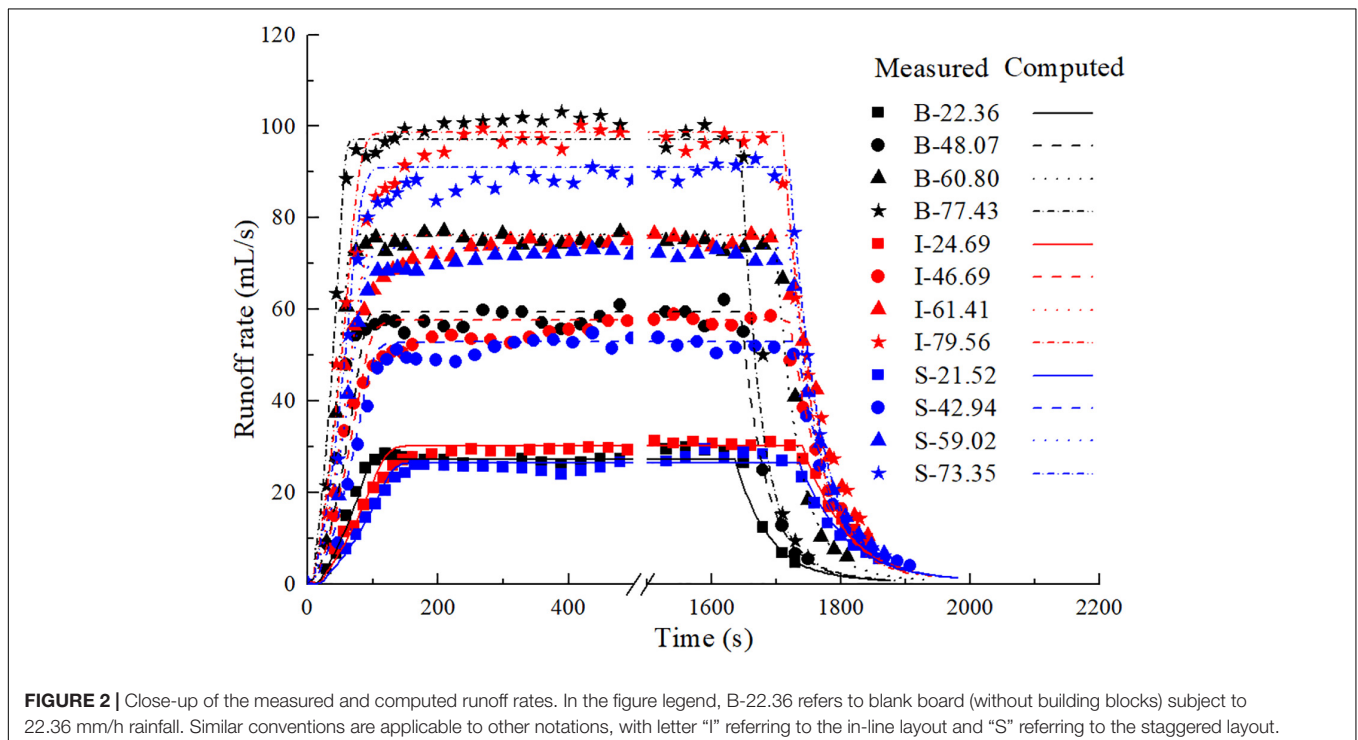 120
100
80
60
40
20
0
Runoff rate (mL/s)
0 200 400 1600 1800 2000 2200
Time (s)
Measured Computed
B-22.36
B-48.07
B-60.80
B-77.43
I-24.69
I-46.69
I-61.41
I-79.56
S-21.52
S-42.94
S-59.02
S-73.35
FIGURE 2 | Close-up of the measured and computed runoff rates. In the figure legend, B-22.36 refers to blank board (without building blocks) subject to
22.36 mm/h rainfall. Similar conventions are applicable to other notations, with letter “I” referring to the in-line layout and “S” referring to the staggered layout.